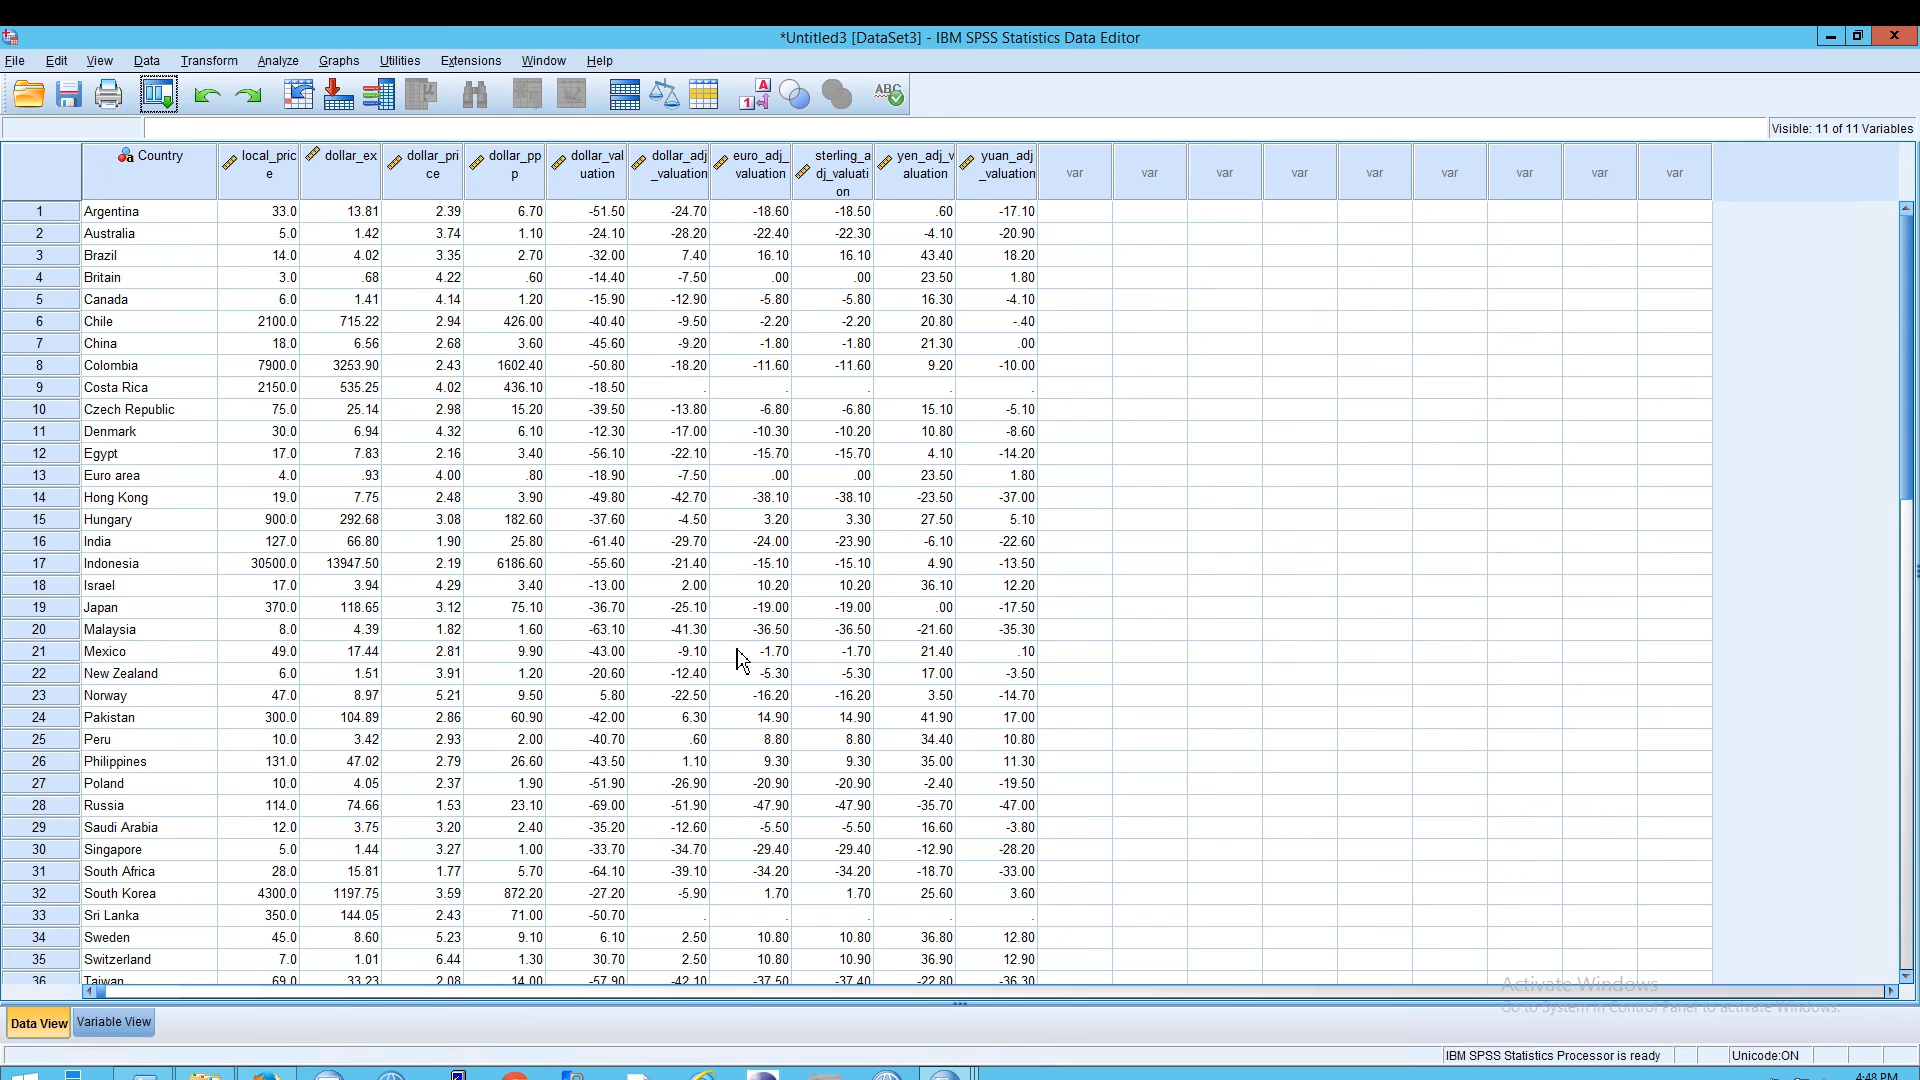 *Untitled3 [DataSet3] - IBM SPSS Statistics Data Editor
File Edit View Data Transform Analyze Graphs Utilities Extensions Window Help
Visible: 11 of 11 Variables
Country local_price dollar_ex dollar_price dollar_ppp dollar_valuation dollar_adj_valuation euro_adj_valuation sterling_adj_valuation yen_adj_valuation yuan_adj_valuation var var var var var var var var var
1 Argentina 33.0 13.81 2.39 6.70 -51.50 -24.70 -18.60 -18.50 .60 -17.10
2 Australia 5.0 1.42 3.74 1.10 -24.10 -28.20 -22.40 -22.30 -4.10 -20.90
3 Brazil 14.0 4.02 3.35 2.70 -32.00 7.40 16.10 16.10 43.40 18.20
4 Britain 3.0 .68 4.22 .60 -14.40 -7.50 .00 .00 23.50 1.80
5 Canada 6.0 1.41 4.14 1.20 -15.90 -12.90 -5.80 -5.80 16.30 -4.10
6 Chile 2100.0 715.22 2.94 426.00 -40.40 -9.50 -2.20 -2.20 20.80 -.40
7 China 18.0 6.56 2.68 3.60 -45.60 -9.20 -1.80 -1.80 21.30 .00
8 Colombia 7900.0 3253.90 2.43 1602.40 -50.80 -18.20 -11.60 -11.60 9.20 -10.00
9 Costa Rica 2150.0 535.25 4.02 436.10 -18.50 . . . . .
10 Czech Republic 75.0 25.14 2.98 15.20 -39.50 -13.80 -6.80 -6.80 15.10 -5.10
11 Denmark 30.0 6.94 4.32 6.10 -12.30 -17.00 -10.30 -10.20 10.80 -8.60
12 Egypt 17.0 7.83 2.16 3.40 -56.10 -22.10 -15.70 -15.70 4.10 -14.20
13 Euro area 4.0 .93 4.00 .80 -18.90 -7.50 .00 .00 23.50 1.80
14 Hong Kong 19.0 7.75 2.48 3.90 -49.80 -42.70 -38.10 -38.10 -23.50 -37.00
15 Hungary 900.0 292.68 3.08 182.60 -37.60 -4.50 3.20 3.30 27.50 5.10
16 India 127.0 66.80 1.90 25.80 -61.40 -29.70 -24.00 -23.90 -6.10 -22.60
17 Indonesia 30500.0 13947.50 2.19 6186.60 -55.60 -21.40 -15.10 -15.10 4.90 -13.50
18 Israel 17.0 3.94 4.29 3.40 -13.00 2.00 10.20 10.20 36.10 12.20
19 Japan 370.0 118.65 3.12 75.10 -36.70 -25.10 -19.00 -19.00 .00 -17.50
20 Malaysia 8.0 4.39 1.82 1.60 -63.10 -41.30 -36.50 -36.50 -21.60 -35.30
21 Mexico 49.0 17.44 2.81 9.90 -43.00 -9.10 -1.70 -1.70 21.40 .10
22 New Zealand 6.0 1.51 3.91 1.20 -20.60 -12.40 -5.30 -5.30 17.00 -3.50
23 Norway 47.0 8.97 5.21 9.50 5.80 -22.50 -16.20 -16.20 3.50 -14.70
24 Pakistan 300.0 104.89 2.86 60.90 -42.00 6.30 14.90 14.90 41.90 17.00
25 Peru 10.0 3.42 2.93 2.00 -40.70 .60 8.80 8.80 34.40 10.80
26 Philippines 131.0 47.02 2.79 26.60 -43.50 1.10 9.30 9.30 35.00 11.30
27 Poland 10.0 4.05 2.37 1.90 -51.90 -26.90 -20.90 -20.90 -2.40 -19.50
28 Russia 114.0 74.66 1.53 23.10 -69.00 -51.90 -47.90 -47.90 -35.70 -47.00
29 Saudi Arabia 12.0 3.75 3.20 2.40 -35.20 -12.60 -5.50 -5.50 16.60 -3.80
30 Singapore 5.0 1.44 3.27 1.00 -33.70 -34.70 -29.40 -29.40 -12.90 -28.20
31 South Africa 28.0 15.81 1.77 5.70 -64.10 -39.10 -34.20 -34.20 -18.70 -33.00
32 South Korea 4300.0 1197.75 3.59 872.20 -27.20 -5.90 1.70 1.70 25.60 3.60
33 Sri Lanka 350.0 144.05 2.43 71.00 -50.70 . . . . .
34 Sweden 45.0 8.60 5.23 9.10 6.10 2.50 10.80 10.80 36.80 12.80
35 Switzerland 7.0 1.01 6.44 1.30 30.70 2.50 10.80 10.90 36.90 12.90
36 Taiwan 69.0 33.23 2.08 14.00 -57.90 -42.10 -37.50 -37.40 -22.80 -36.30
Activate Windows
Go to System in Control Panel to activate Windows.
Data View Variable View
IBM SPSS Statistics Processor is ready Unicode:ON
4:48 PM